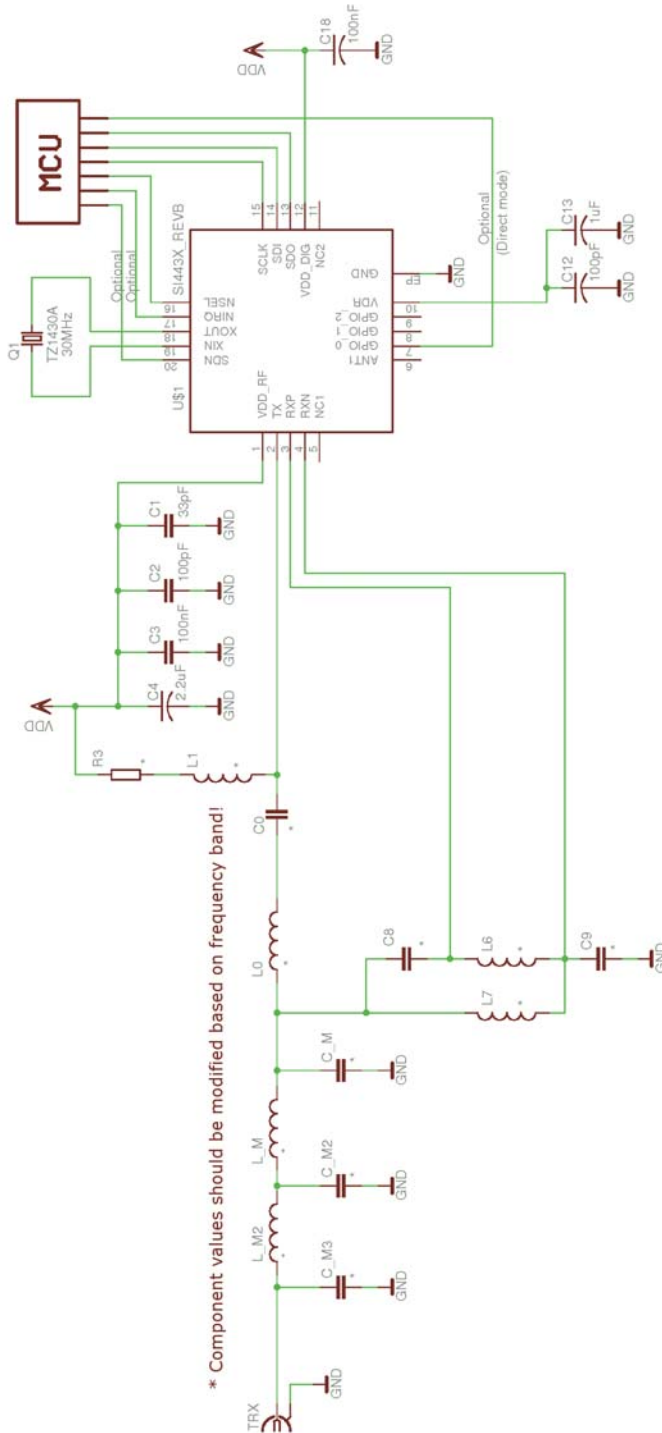 MCU
Q1
TZ1430A
30MHz
Optional
Optional
SI443X_REVB
U$1
SDN
XIN
XOUT
NIRQ
NSEL
20
19
18
17
16
VDD_RF
TX
RXP
RXN
NC1
1
2
3
4
5
SCLK
SDI
SDO
VDD_DIG
NC2
15
14
13
12
11
ANT1
GPIO_0
GPIO_1
GPIO_2
VDR
GND
6
7
8
9
10
EP
GND
VDD
C18
100nF
GND
Optional
(Direct mode)
C12
100pF
GND
C13
1uF
GND
VDD
C4
2.2uF
GND
C3
100nF
GND
C2
100pF
GND
C1
33pF
GND
R3
*
L1
*
C0
*
L0
*
* Component values should be modified based on frequency band!
TRX
GND
L_M2
*
L_M
*
C_M3
*
GND
C_M2
*
GND
C_M
*
GND
C8
*
L7
*
L6
*
C9
*
GND